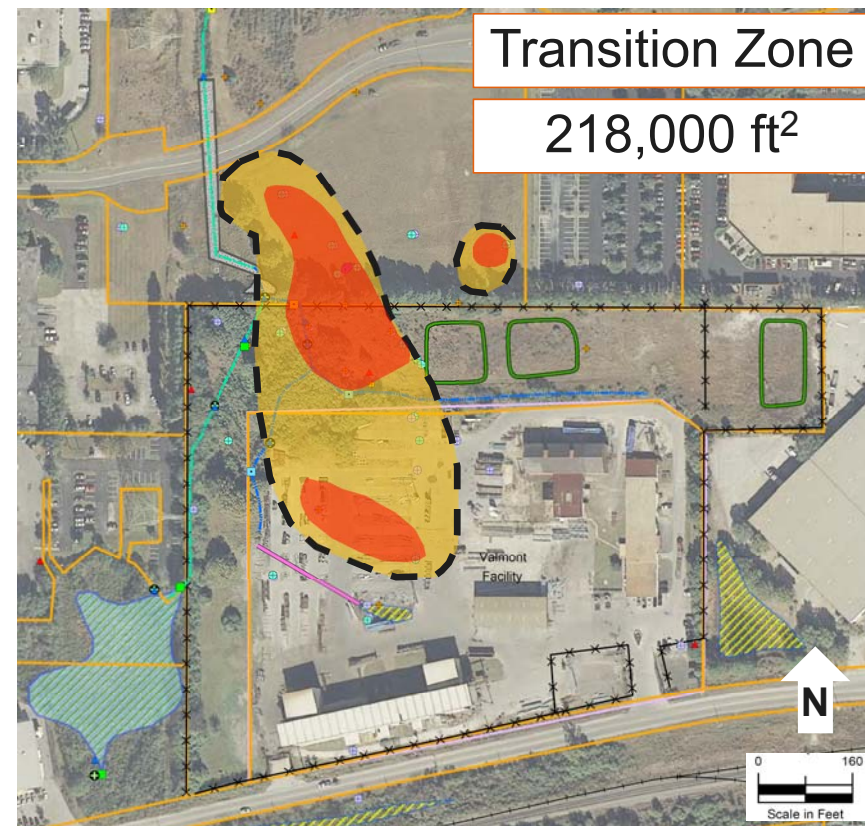 Transition Zone
218,000 ft²
Valmont
Facility
N
0 160
Scale in Feet